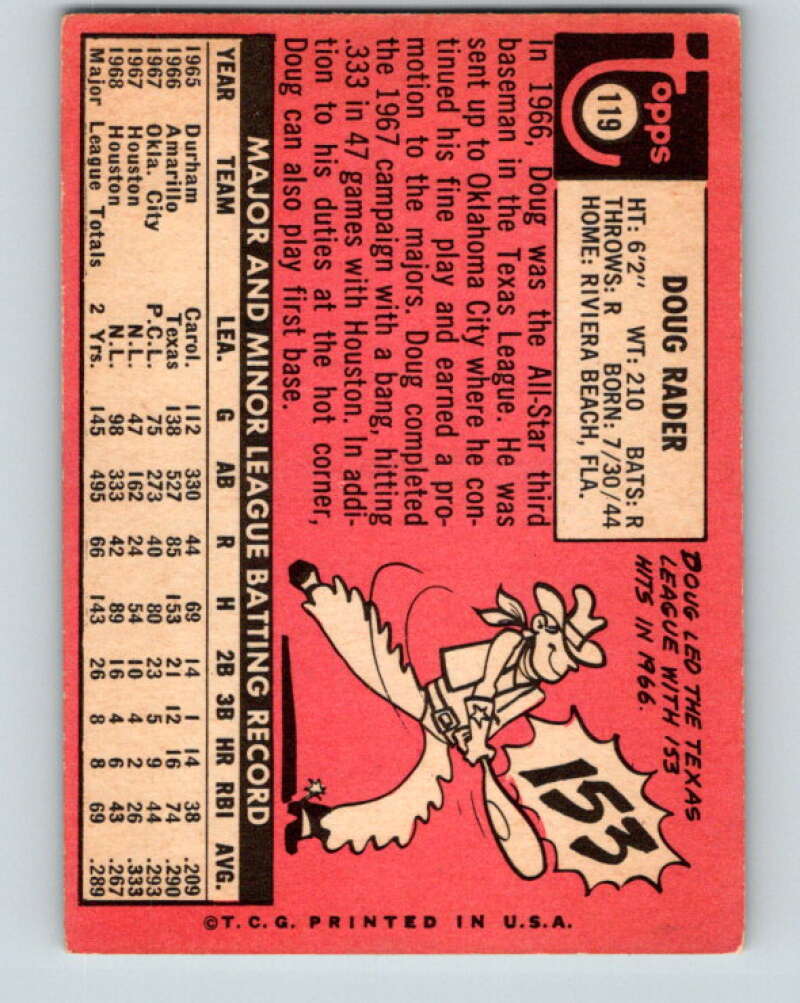 Topps
119
DOUG RADER
HT: 6'2" WT: 210 BATS: R
THROWS: R BORN: 7/30/44
HOME: RIVIERA BEACH, FLA.
DOUG LED THE TEXAS
LEAGUE WITH 153
HITS IN 1966.
153
In 1966, Doug was the All-Star third
baseman in the Texas League. He was
sent up to Oklahoma City where he con-
tinued his fine play and earned a pro-
motion to the majors. Doug completed
the 1967 campaign with a bang, hitting
.333 in 47 games with Houston. In addi-
tion to his duties at the hot corner,
Doug can also play first base.
MAJOR AND MINOR LEAGUE BATTING RECORD
YEAR TEAM LEA. G AB R H 2B 3B HR RBI AVG.
1965 Durham Carol. 112 330 44 69 14 1 14 38 .209
1966 Amarillo Texas 138 527 85 153 21 12 16 74 .290
1967 Okla. City P.C.L. 75 273 40 80 23 5 9 44 .293
1967 Houston N.L. 47 162 24 54 10 4 2 26 .333
1968 Houston N.L. 98 333 42 89 16 4 6 43 .267
Major League Totals 2 Yrs. 145 495 66 143 26 8 8 69 .289
©T.C.G. PRINTED IN U.S.A.